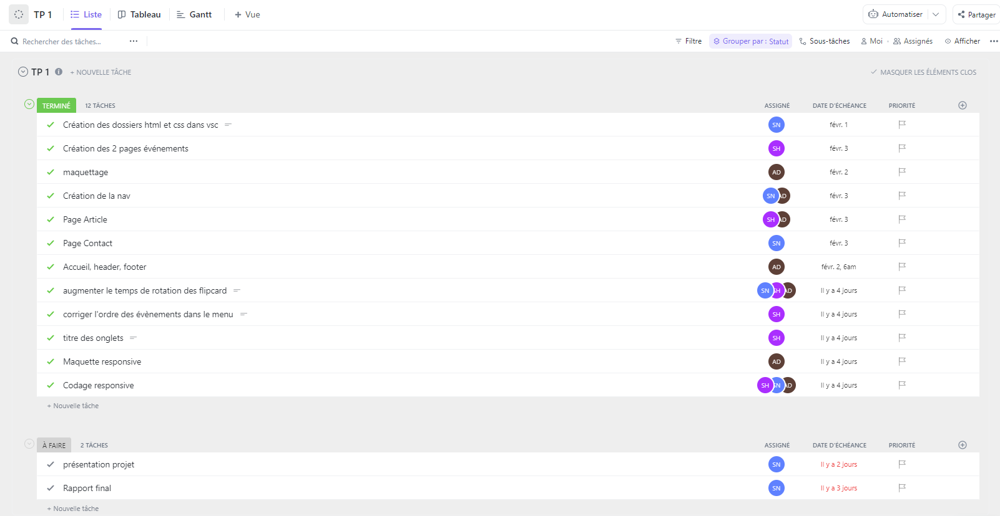 TP 1 Liste Tableau Gantt + Vue Automatiser Partager
Rechercher des tâches... Filtre Grouper par : Statut Sous-tâches Moi Assignés Afficher
TP 1 + NOUVELLE TÂCHE MASQUER LES ÉLÉMENTS CLOS
TERMINÉ 12 TÂCHES ASSIGNÉ DATE D'ÉCHÉANCE PRIORITÉ
Création des dossiers html et css dans vsc SN févr. 1
Création des 2 pages événements SH févr. 3
maquettage AD févr. 2
Création de la nav SN AD févr. 3
Page Article SH AD févr. 3
Page Contact SN févr. 3
Accueil, header, footer AD févr. 2, 6am
augmenter le temps de rotation des flipcard SN SH AD Il y a 4 jours
corriger l'ordre des évènements dans le menu SH Il y a 4 jours
titre des onglets SH Il y a 4 jours
Maquette responsive AD Il y a 4 jours
Codage responsive SH SN AD Il y a 4 jours
+ Nouvelle tâche
À FAIRE 2 TÂCHES ASSIGNÉ DATE D'ÉCHÉANCE PRIORITÉ
présentation projet SN Il y a 2 jours
Rapport final SN Il y a 3 jours
+ Nouvelle tâche